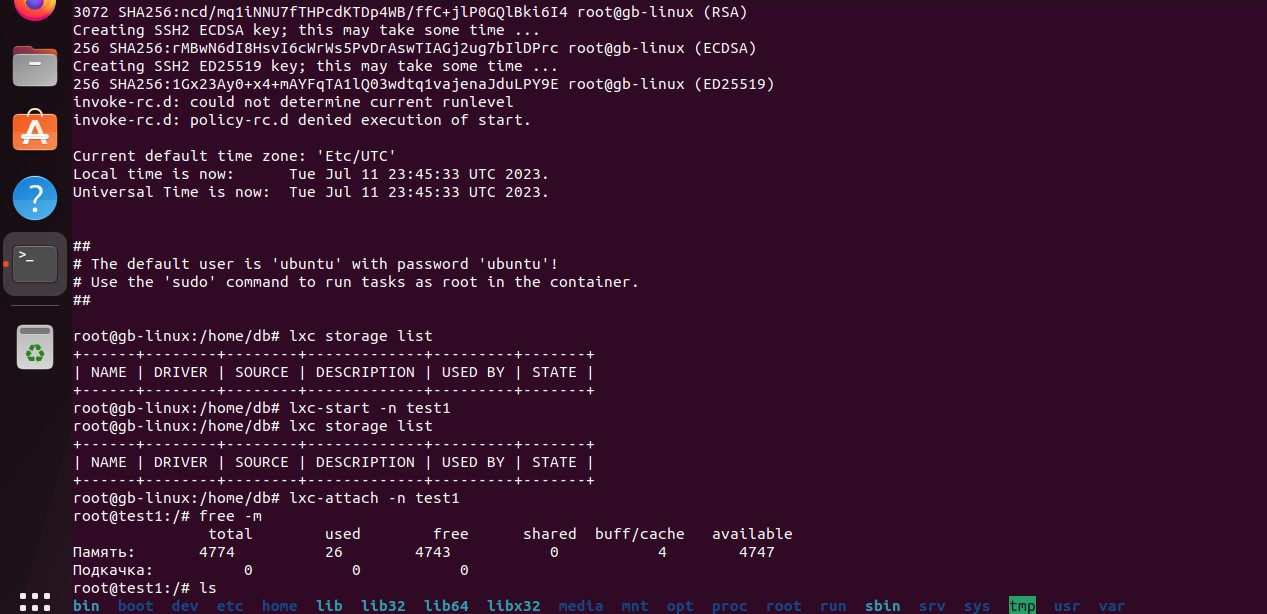 3072 SHA256:ncd/mq1iNNU7fTHPcdKTDp4WB/ffC+jlP0GQlBki6I4 root@gb-linux (RSA)
Creating SSH2 ECDSA key; this may take some time ...
256 SHA256:rMBwN6dI8HsvI6cWrWs5PvDrAswTIAGj2ug7bIlDPrc root@gb-linux (ECDSA)
Creating SSH2 ED25519 key; this may take some time ...
256 SHA256:1Gx23Ay0+x4+mAYFqTA1lQ03wdtq1vajenaJduLPY9E root@gb-linux (ED25519)
invoke-rc.d: could not determine current runlevel
invoke-rc.d: policy-rc.d denied execution of start.

Current default time zone: 'Etc/UTC'
Local time is now:      Tue Jul 11 23:45:33 UTC 2023.
Universal Time is now:  Tue Jul 11 23:45:33 UTC 2023.

##
# The default user is 'ubuntu' with password 'ubuntu'!
# Use the 'sudo' command to run tasks as root in the container.
##

root@gb-linux:/home/db# lxc storage list
+------+--------+--------+-------------+---------+-------+
| NAME | DRIVER | SOURCE | DESCRIPTION | USED BY | STATE |
+------+--------+--------+-------------+---------+-------+
root@gb-linux:/home/db# lxc-start -n test1
root@gb-linux:/home/db# lxc storage list
+------+--------+--------+-------------+---------+-------+
| NAME | DRIVER | SOURCE | DESCRIPTION | USED BY | STATE |
+------+--------+--------+-------------+---------+-------+
root@gb-linux:/home/db# lxc-attach -n test1
root@test1:/# free -m
               total        used        free      shared  buff/cache   available
Память:       4774          26        4743           0           4        4747
Подкачка:          0           0           0
root@test1:/# ls
bin  boot  dev  etc  home  lib  lib32  lib64  libx32  media  mnt  opt  proc  root  run  sbin  srv  sys  tmp  usr  var